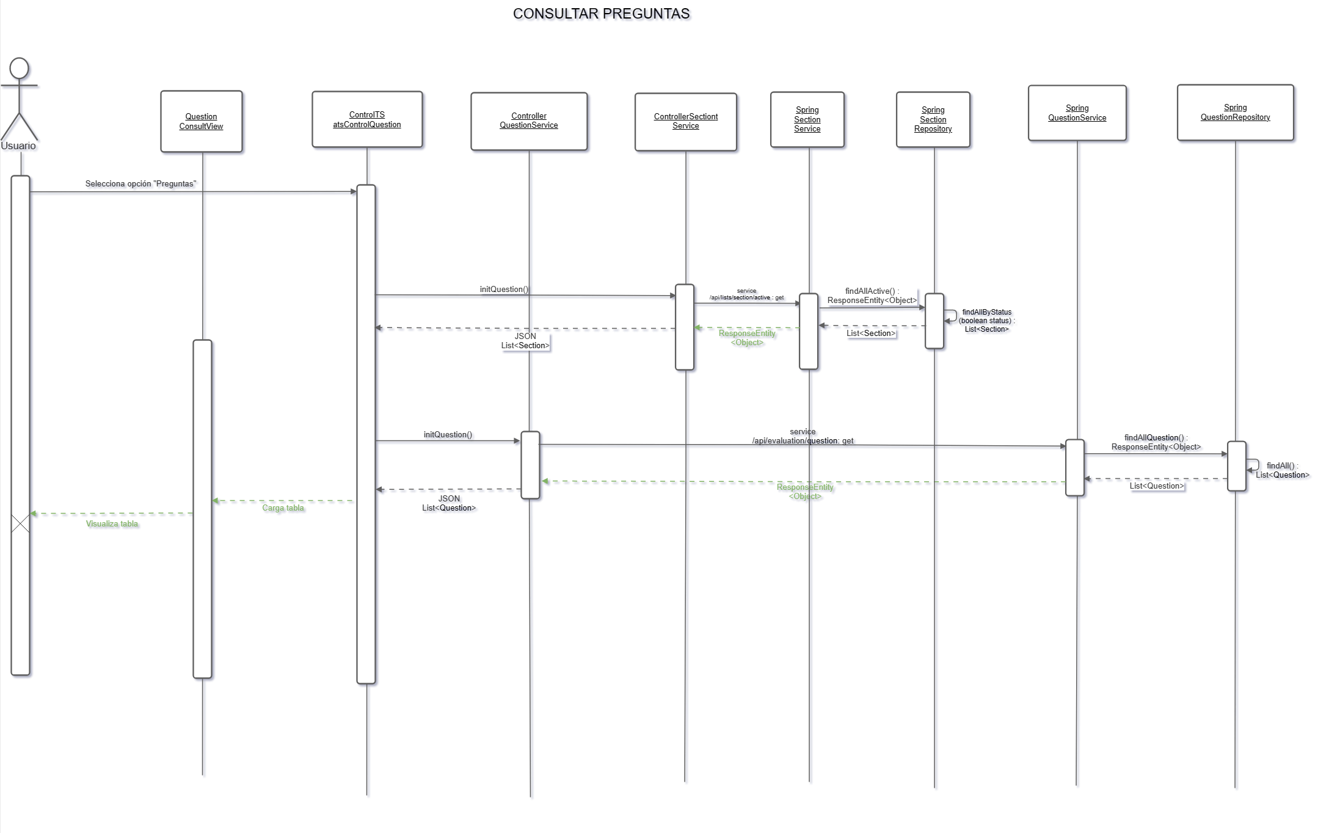 CONSULTAR PREGUNTAS
Usuario
Question
ConsultView
ControlTS
atsControlQuestion
Controller
QuestionService
ControllerSectiont
Service
Spring
Section
Service
Spring
Section
Repository
Spring
QuestionService
Spring
QuestionRepository
Selecciona opción "Preguntas"
initQuestion()
service
/api/lists/section/active : get
findAllActive() :
ResponseEntity<Object>
findAllByStatus
(boolean status) :
List<Section>
JSON
List<Section>
ResponseEntity
<Object>
List<Section>
initQuestion()
service
/api/evaluation/question: get
findAllQuestion() :
ResponseEntity<Object>
findAll() :
List<Question>
JSON
List<Question>
ResponseEntity
<Object>
List<Question>
Carga tabla
Visualiza tabla